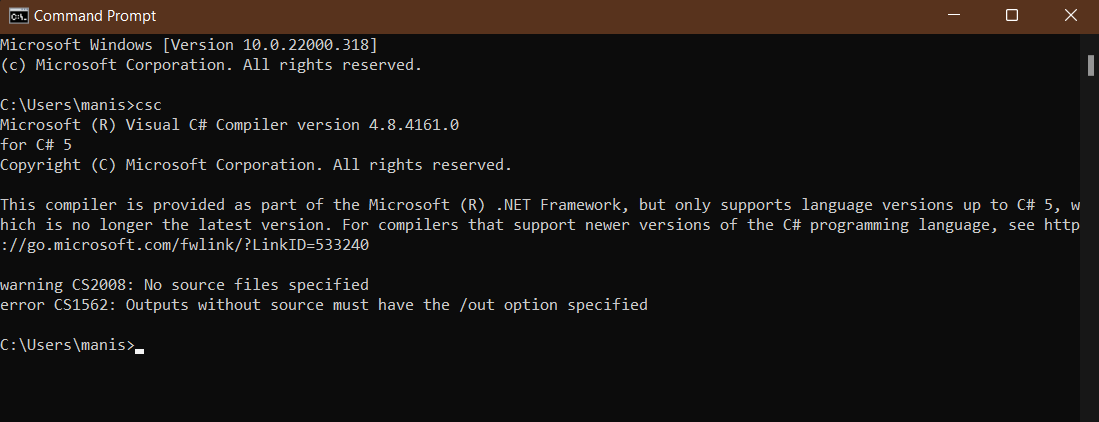 Command Prompt
Microsoft Windows [Version 10.0.22000.318]
(c) Microsoft Corporation. All rights reserved.
C:\Users\manis>csc
Microsoft (R) Visual C# Compiler version 4.8.4161.0
for C# 5
Copyright (C) Microsoft Corporation. All rights reserved.
This compiler is provided as part of the Microsoft (R) .NET Framework, but only supports language versions up to C# 5, w
hich is no longer the latest version. For compilers that support newer versions of the C# programming language, see http
://go.microsoft.com/fwlink/?LinkID=533240
warning CS2008: No source files specified
error CS1562: Outputs without source must have the /out option specified
C:\Users\manis>